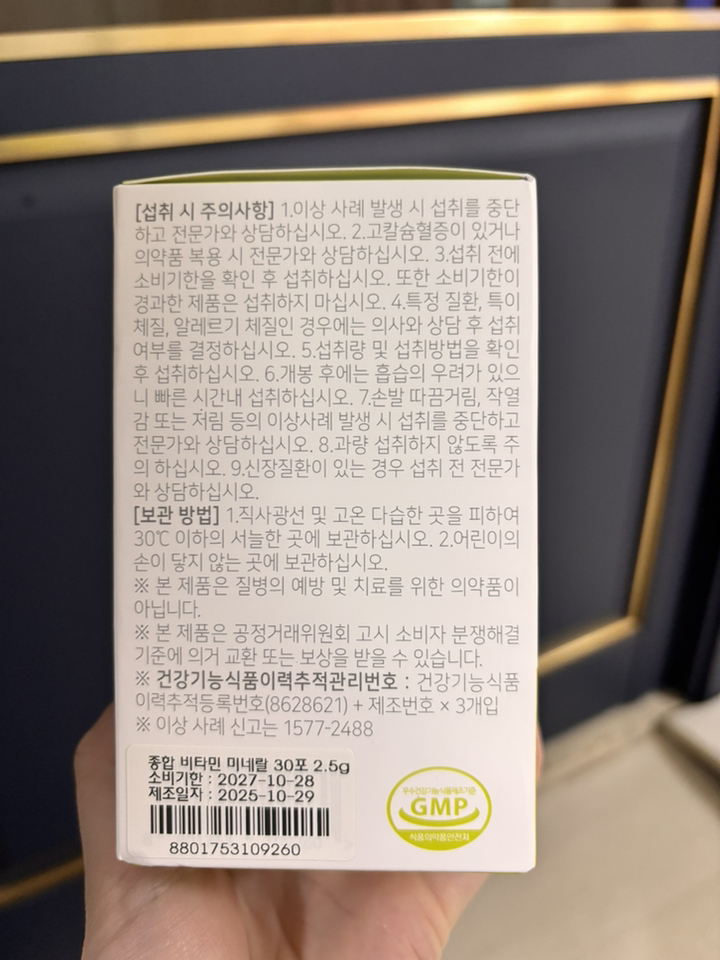 [섭취 시 주의사항] 1.이상 사례 발생 시 섭취를 중단
하고 전문가와 상담하십시오. 2.고칼슘혈증이 있거나
의약품 복용 시 전문가와 상담하십시오. 3.섭취 전에
소비기한을 확인 후 섭취하십시오. 또한 소비기한이
경과한 제품은 섭취하지 마십시오. 4.특정 질환, 특이
체질, 알레르기 체질인 경우에는 의사와 상담 후 섭취
여부를 결정하십시오. 5.섭취량 및 섭취방법을 확인
후 섭취하십시오. 6.개봉 후에는 흡습의 우려가 있으
니 빠른 시간내 섭취하십시오. 7.손발 따끔거림, 작열
감 또는 저림 등의 이상사례 발생 시 섭취를 중단하고
전문가와 상담하십시오. 8.과량 섭취하지 않도록 주
의 하십시오. 9.신장질환이 있는 경우 섭취 전 전문가
와 상담하십시오.
[보관 방법] 1.직사광선 및 고온 다습한 곳을 피하여
30℃ 이하의 서늘한 곳에 보관하십시오. 2.어린이의
손이 닿지 않는 곳에 보관하십시오.
※ 본 제품은 질병의 예방 및 치료를 위한 의약품이
아닙니다.
※ 본 제품은 공정거래위원회 고시 소비자 분쟁해결
기준에 의거 교환 또는 보상을 받을 수 있습니다.
※ 건강기능식품이력추적관리번호 : 건강기능식품
이력추적등록번호(8628621) + 제조번호 × 3개입
※ 이상 사례 신고는 1577-2488
종합 비타민 미네랄 30포 2.5g
소비기한 : 2027-10-28
제조일자 : 2025-10-29
8801753109260
우수건강기능식품제조기준
GMP
식품의약품안전처